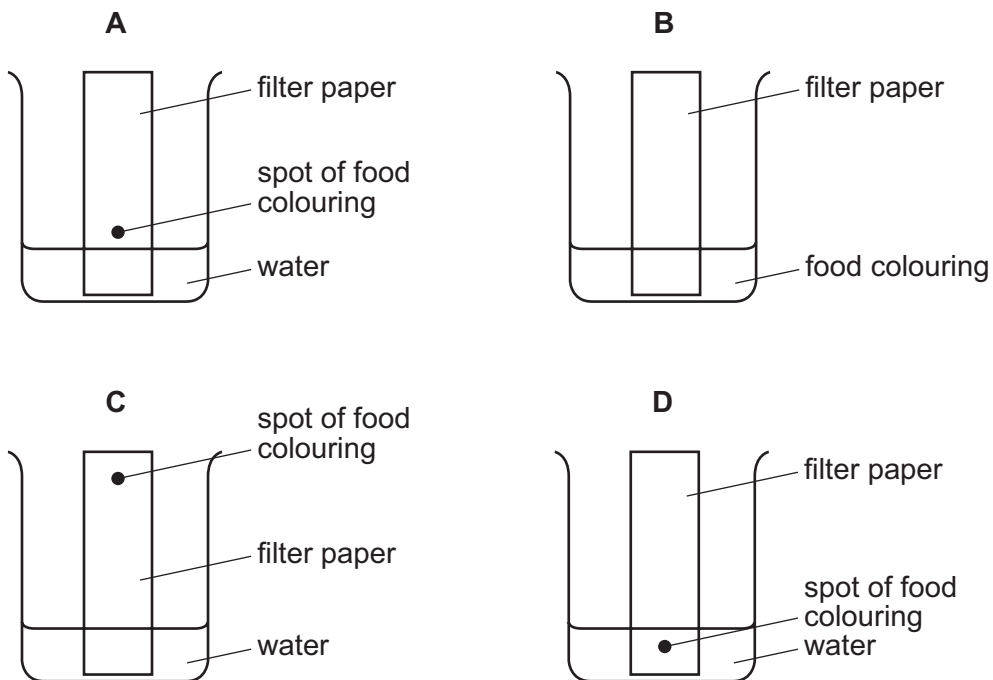 A
filter paper
spot of food
colouring
water
B
filter paper
food colouring
C
spot of food
colouring
filter paper
water
D
filter paper
spot of food
colouring
water